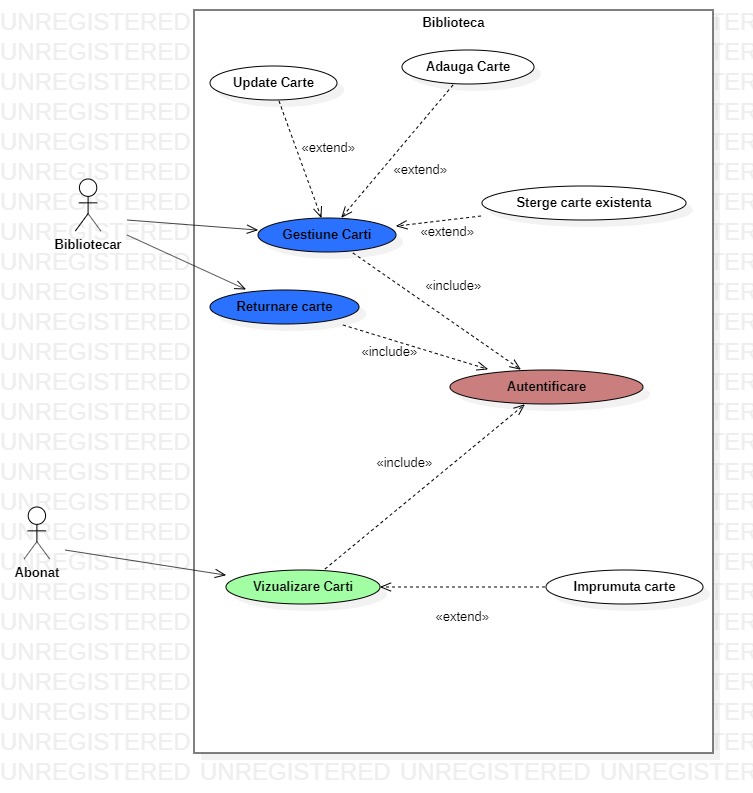 Biblioteca
Update Carte
Adauga Carte
«extend»
«extend»
Sterge carte existenta
«extend»
Bibliotecar
Gestiune Carti
«include»
Returnare carte
«include»
Autentificare
«include»
Abonat
Vizualizare Carti
Imprumuta carte
«extend»
UNREGISTERED UNREGISTERED UNREGISTERED UNREGISTERED